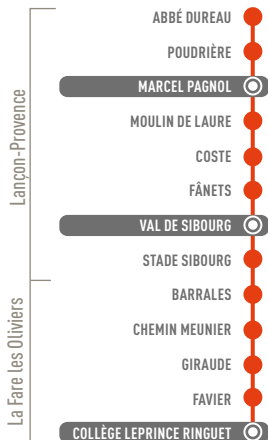 Lançon-Provence
ABBÉ DUREAU
POUDRIÈRE
MARCEL PAGNOL
MOULIN DE LAURE
COSTE
FÂNETS
VAL DE SIBOURG
STADE SIBOURG
La Fare les Oliviers
BARRALES
CHEMIN MEUNIER
GIRAUDE
FAVIER
COLLÈGE LEPRINCE RINGUET